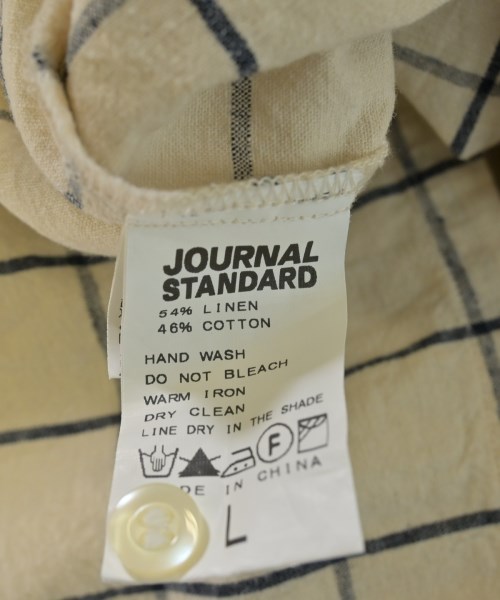 JOURNAL
STANDARD
54% LINEN
46% COTTON
HAND WASH
DO NOT BLEACH
WARM IRON
DRY CLEAN
LINE DRY IN THE SHADE
F
DE IN CHINA
L